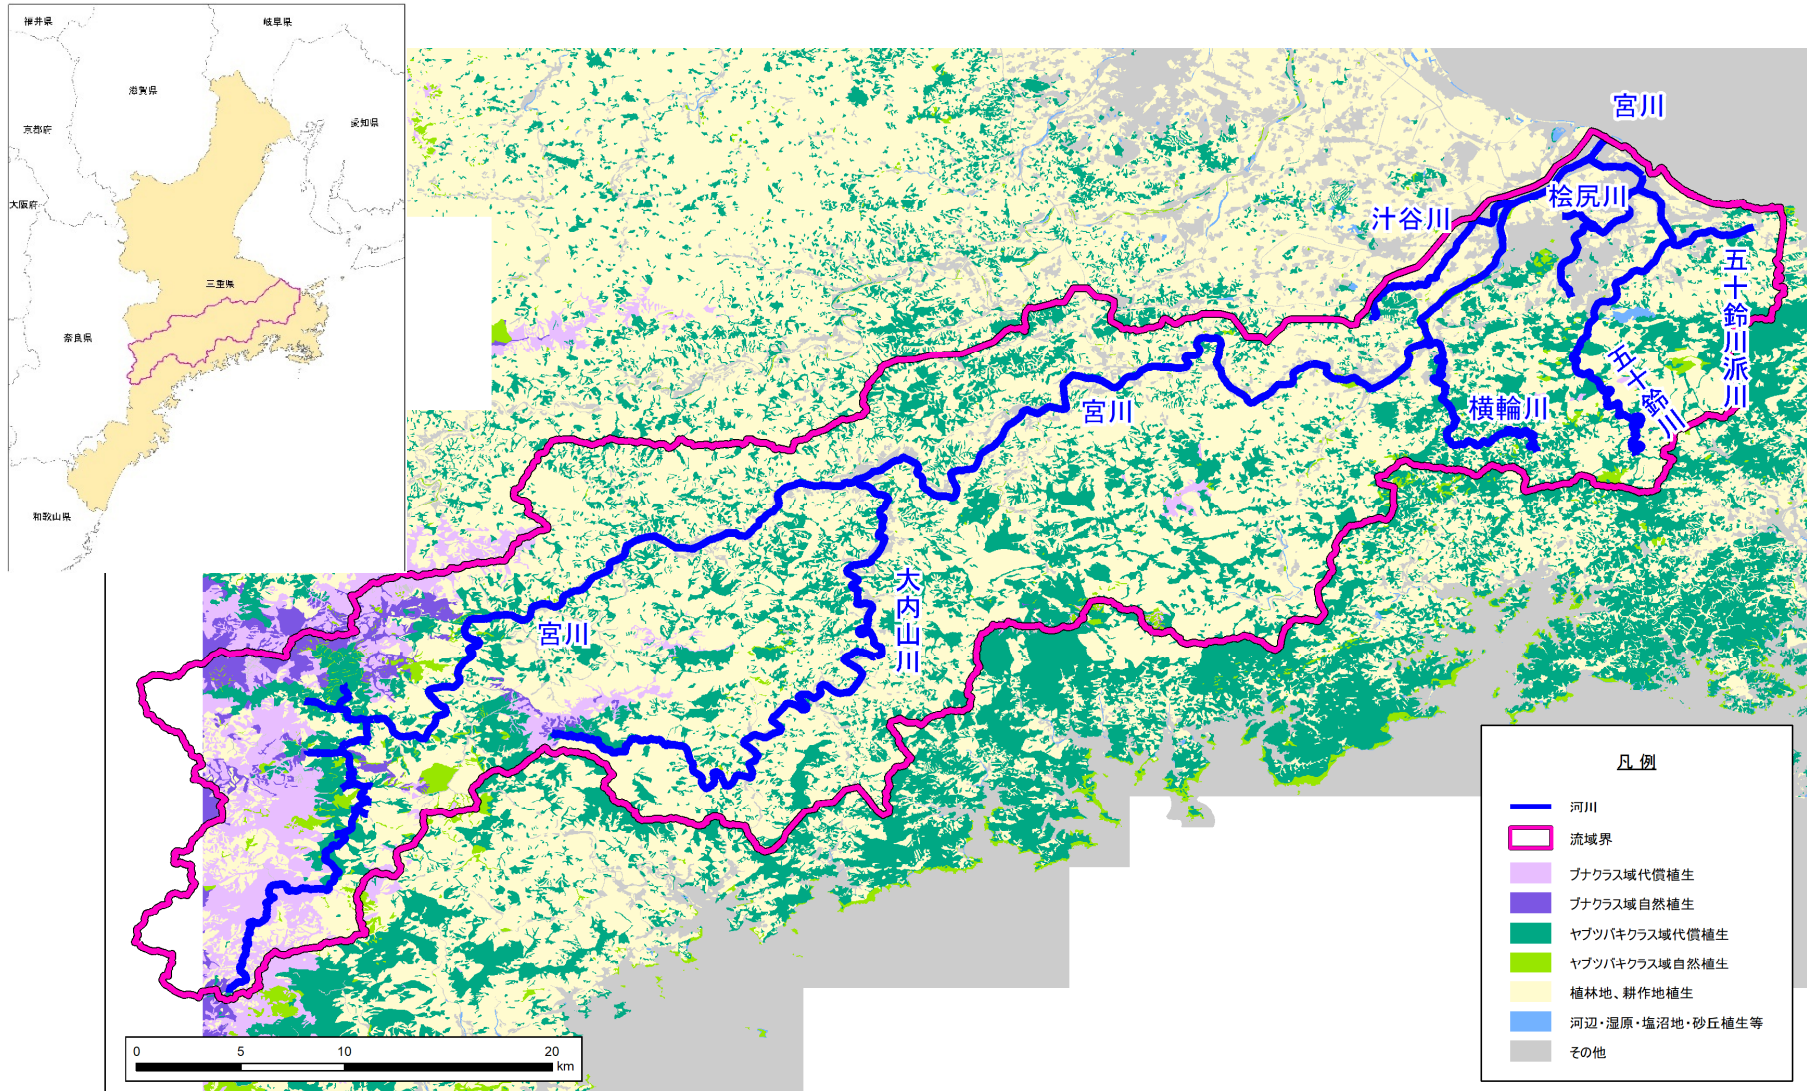 福井県
岐阜県
滋賀県
京都府
愛知県
大阪府
三重県
奈良県
和歌山県
宮川
桧尻川
汁谷川
五十鈴川派川
五十鈴川
横輪川
宮川
大内山川
宮川
凡例
河川
流域界
ブナクラス域代償植生
ブナクラス域自然植生
ヤブツバキクラス域代償植生
ヤブツバキクラス域自然植生
植林地、耕作地植生
河辺・湿原・塩沼地・砂丘植生等
その他
0 5 10 20
km